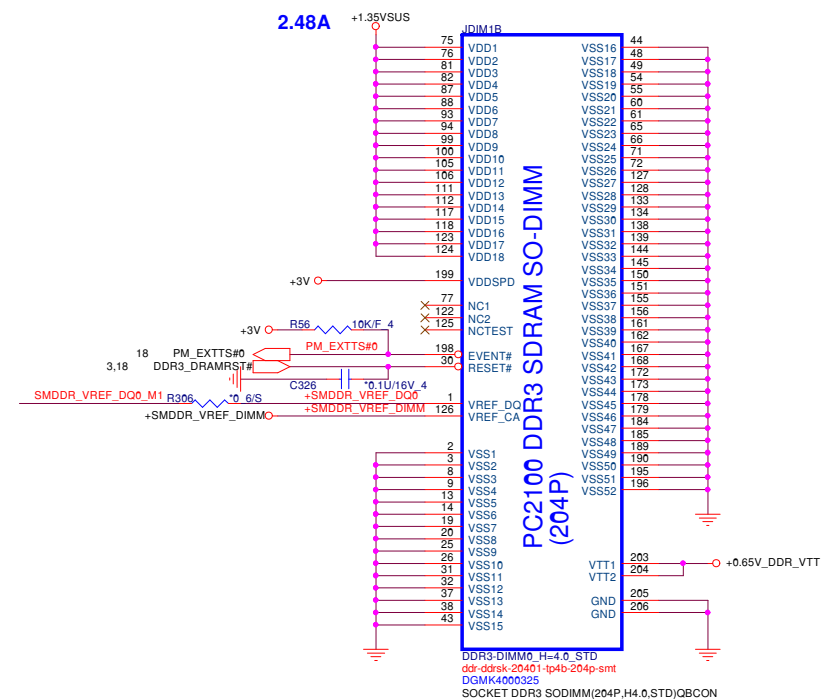 2.48A
+1.35VSUS
JDIM1B
75 VDD1
76 VDD2
81 VDD3
82 VDD4
87 VDD5
88 VDD6
93 VDD7
94 VDD8
99 VDD9
100 VDD10
105 VDD11
106 VDD12
111 VDD13
112 VDD14
117 VDD15
118 VDD16
123 VDD17
124 VDD18
+3V 199 VDDSPD
77 NC1
122 NC2
125 NCTEST
+3V R56 10K/F_4
18 PM_EXTTS#0 PM_EXTTS#0 198 EVENT#
3,18 DDR3_DRAMRST# 30 RESET#
C326 *0.1U/16V_4
SMDDR_VREF_DQ0_M1 R306 *0_6/S +SMDDR_VREF_DQ0 1 VREF_DQ
+SMDDR_VREF_DIMM +SMDDR_VREF_DIMM 126 VREF_CA
2 VSS1
3 VSS2
8 VSS3
9 VSS4
13 VSS5
14 VSS6
19 VSS7
20 VSS8
25 VSS9
26 VSS10
31 VSS11
32 VSS12
37 VSS13
38 VSS14
43 VSS15
PC2100 DDR3 SDRAM SO-DIMM
(204P)
VSS16 44
VSS17 48
VSS18 49
VSS19 54
VSS20 55
VSS21 60
VSS22 61
VSS23 65
VSS24 66
VSS25 71
VSS26 72
VSS27 127
VSS28 128
VSS29 133
VSS30 134
VSS31 138
VSS32 139
VSS33 144
VSS34 145
VSS35 150
VSS36 151
VSS37 155
VSS38 156
VSS39 161
VSS40 162
VSS41 167
VSS42 168
VSS43 172
VSS44 173
VSS45 178
VSS46 179
VSS47 184
VSS48 185
VSS49 189
VSS50 190
VSS51 195
VSS52 196
VTT1 203
VTT2 204
+0.65V_DDR_VTT
GND 205
GND 206
DDR3-DIMM0_H=4.0_STD
ddr-ddrsk-20401-tp4b-204p-smt
DGMK4000325
SOCKET DDR3 SODIMM(204P,H4.0,STD)QBCON